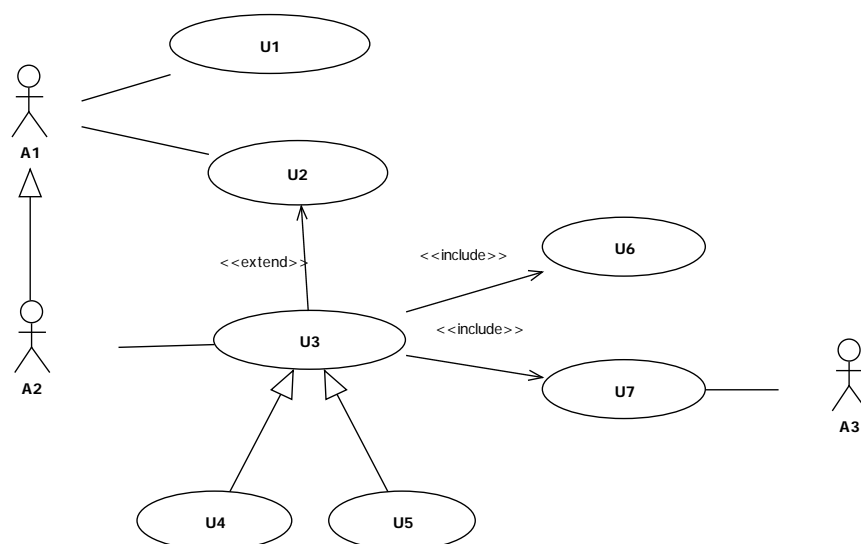 U1
A1
U2
U6
<<extend>>
<<include>>
<<include>>
U3
A2
U7
A3
U4
U5